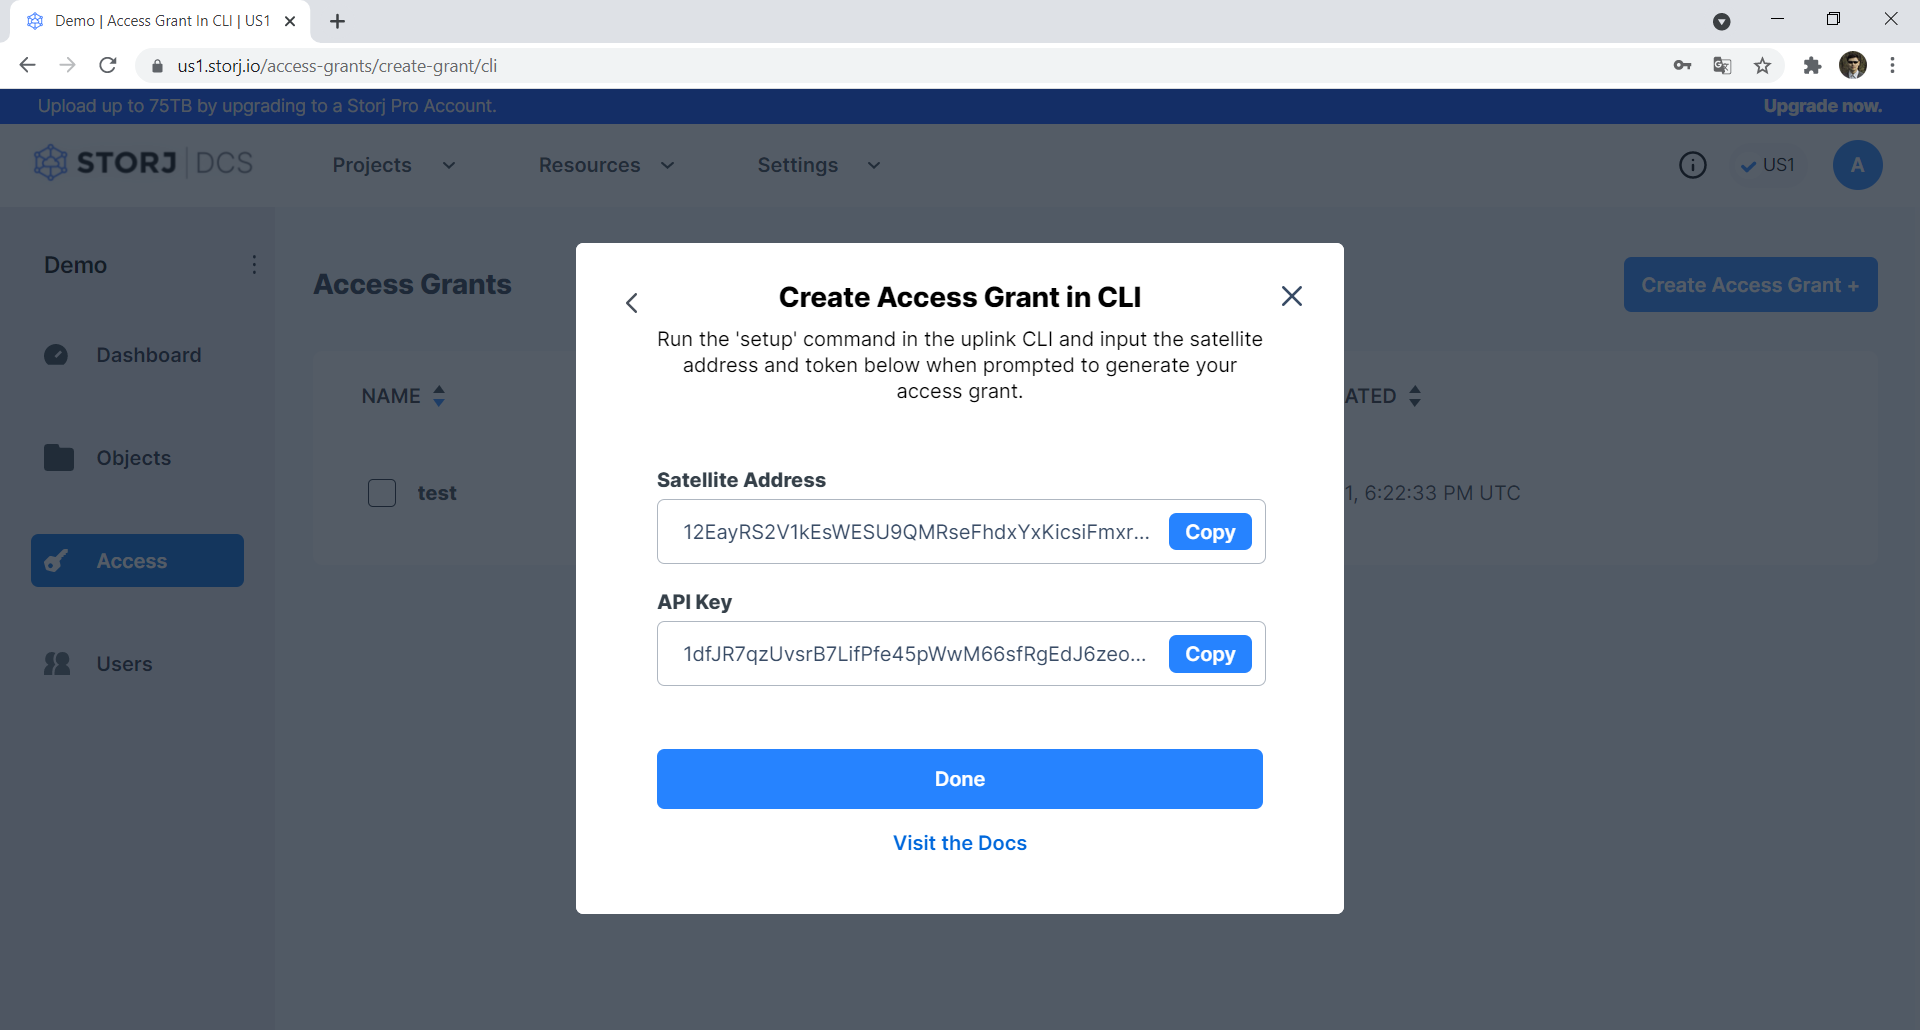 Demo | Access Grant In CLI | US1
us1.storj.io/access-grants/create-grant/cli
Upload up to 75TB by upgrading to a Storj Pro Account.
Upgrade now.
STORJ | DCS
Projects
Resources
Settings
US1
A
Demo
Dashboard
Objects
Access
Users
Access Grants
Create Access Grant +
NAME
ATED
test
1, 6:22:33 PM UTC
Create Access Grant in CLI
Run the 'setup' command in the uplink CLI and input the satellite
address and token below when prompted to generate your
access grant.
Satellite Address
12EayRS2V1kEsWESU9QMRseFhdxYxKicsiFmxr...
Copy
API Key
1dfJR7qzUvsrB7LifPfe45pWwM66sfRgEdJ6zeo...
Copy
Done
Visit the Docs